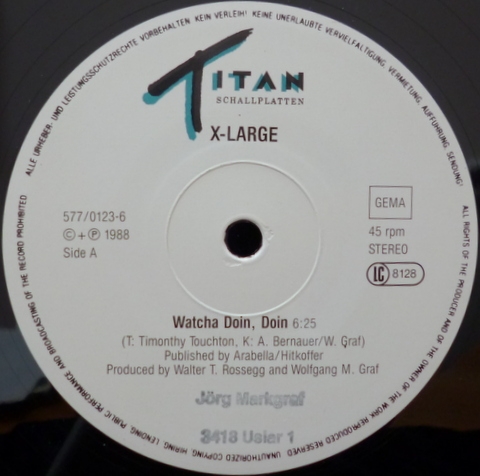 ALLE URHEBER- UND LEISTUNGSSCHUTZRECHTE VORBEHALTEN. KEIN VERLEIH! KEINE UNERLAUBTE VERVIELFÄLTIGUNG, VERMIETUNG, AUFFÜHRUNG, SENDUNG!
TITAN
SCHALLPLATTEN
X-LARGE
577/0123-6
© + ℗ 1988
Side A
GEMA
45 rpm
STEREO
LC 8128
Watcha Doin, Doin 6:25
(T: Timonthy Touchton, K: A. Bernauer/W. Graf)
Published by Arabella/Hitkoffer
Produced by Walter T. Rossegg and Wolfgang M. Graf
Jörg Markgraf
3418 Uslar 1
ALL RIGHTS OF THE PRODUCER AND OF THE OWNER OF THE WORK REPRODUCED RESERVED. UNAUTHORIZED COPYING, HIRING, LENDING, PUBLIC PERFORMANCE AND BROADCASTING OF THE RECORD PROHIBITED